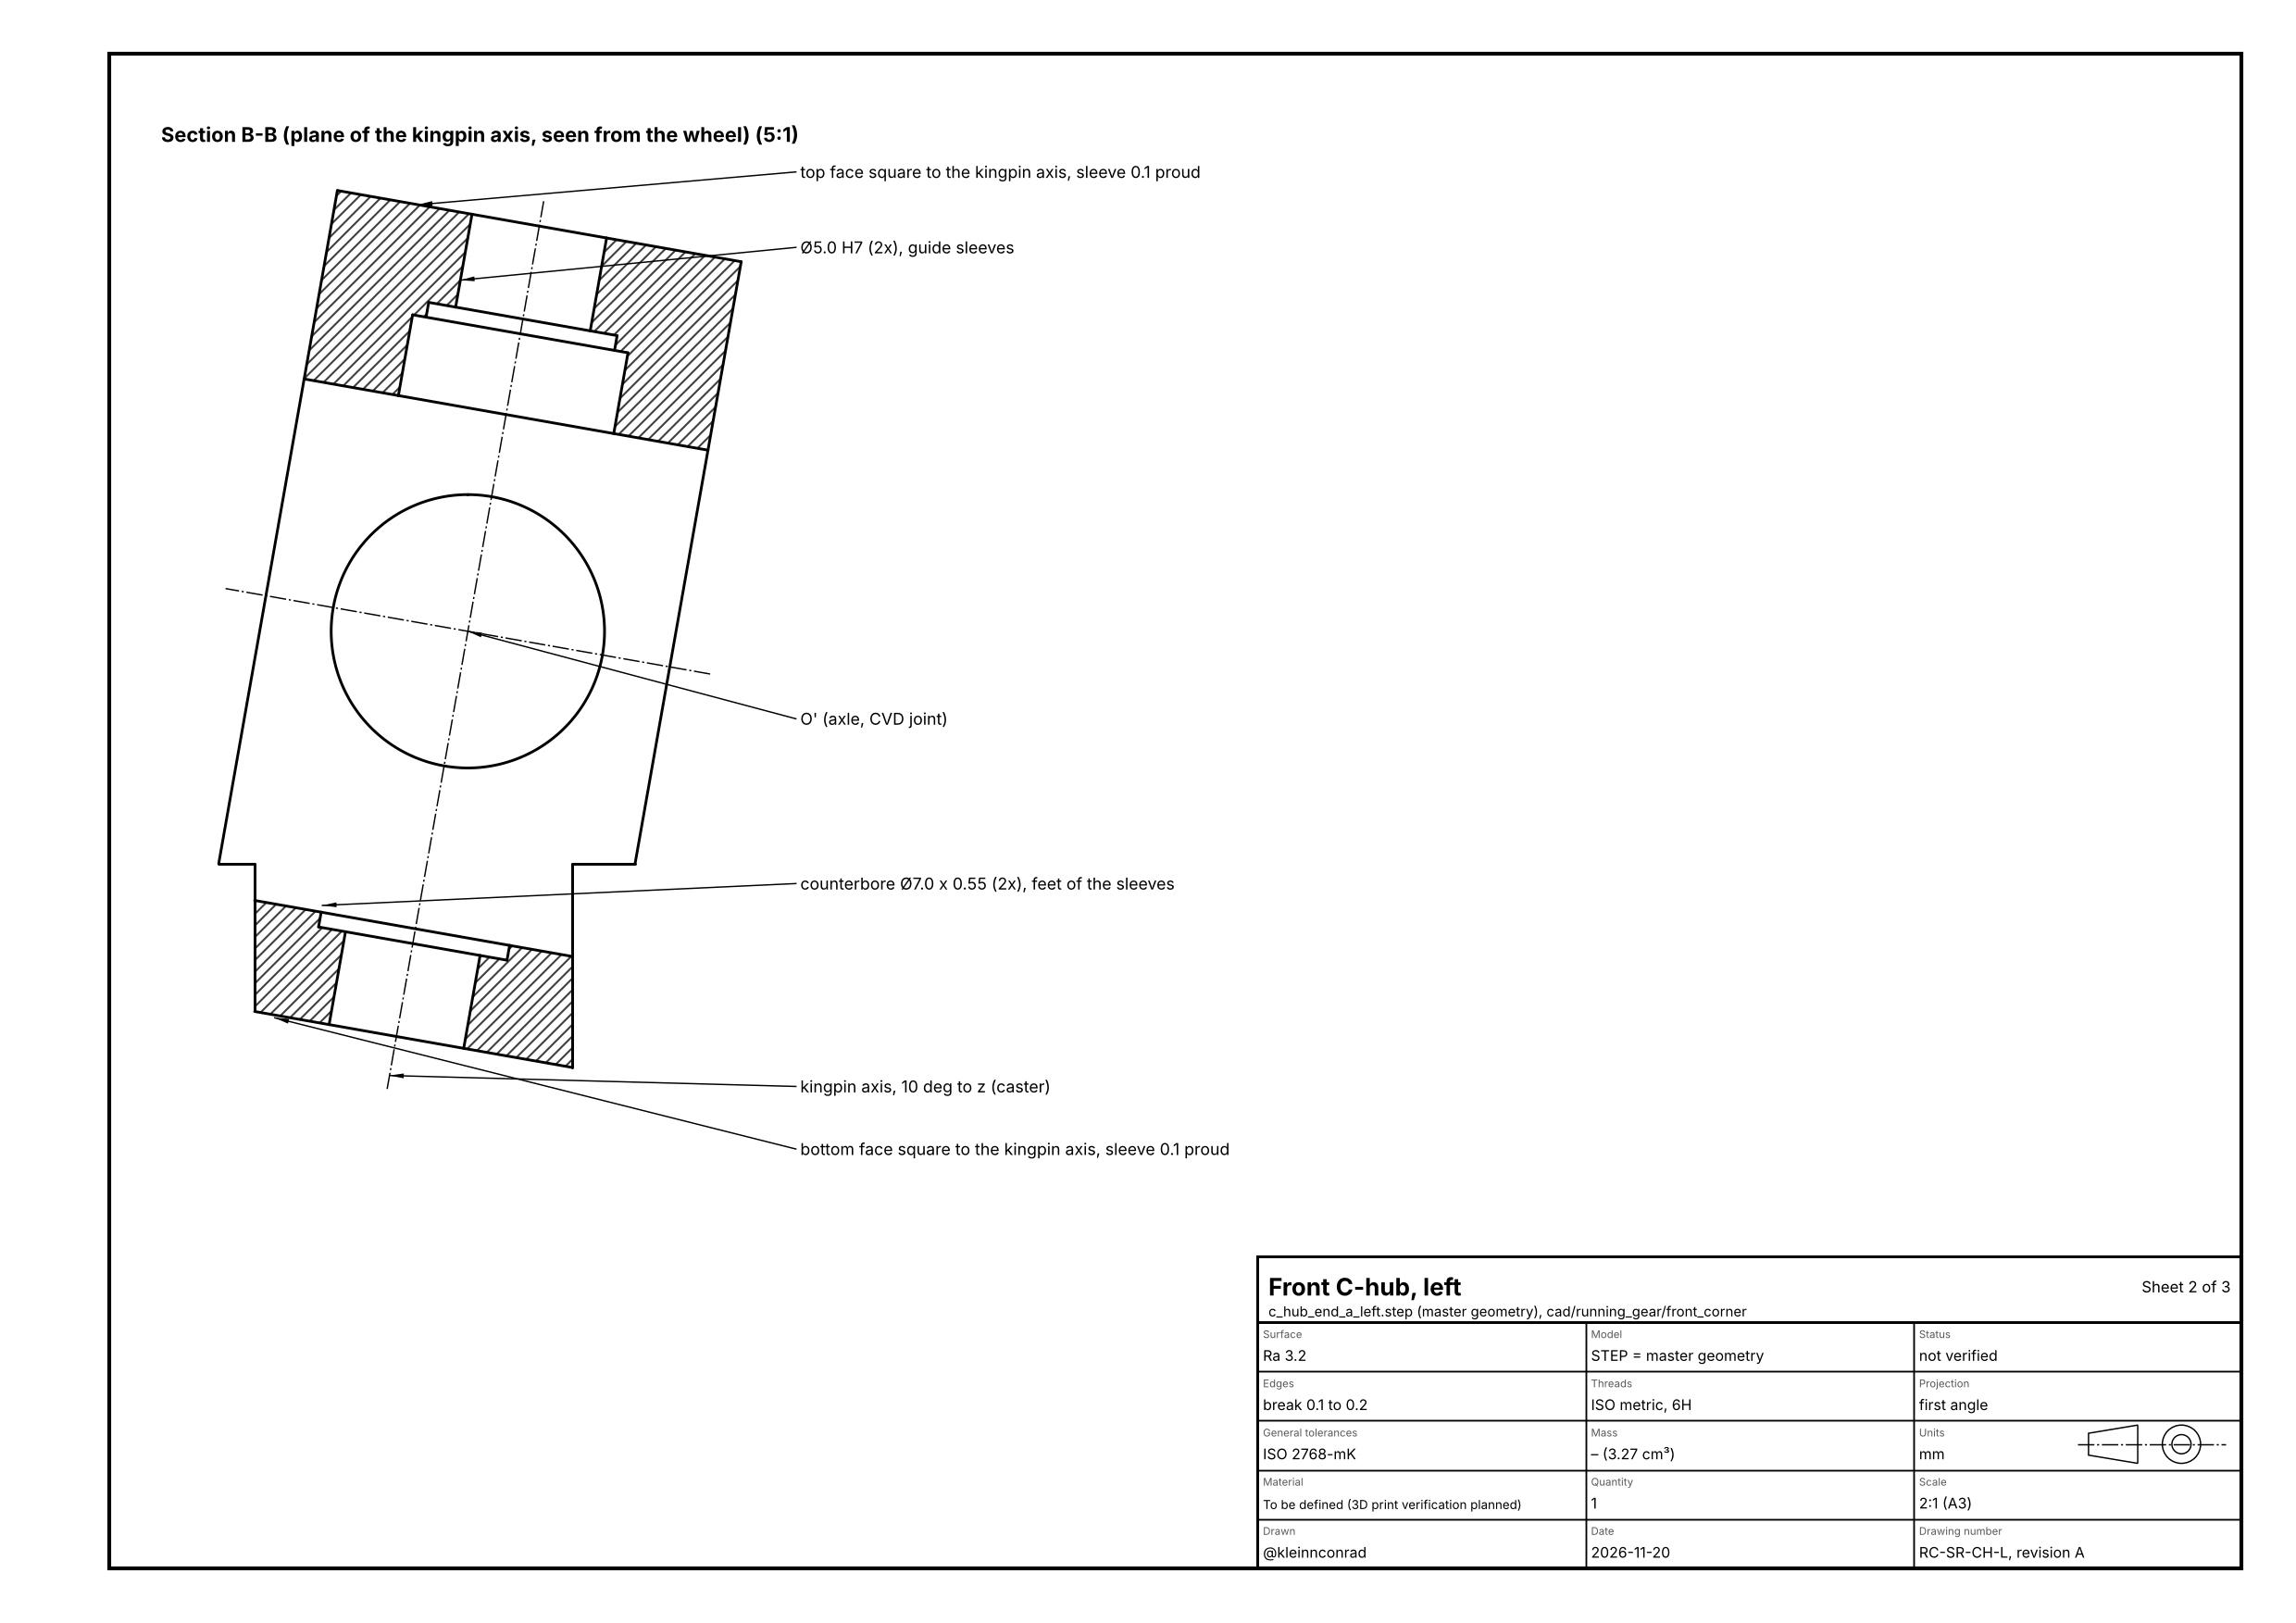 Section B-B (plane of the kingpin axis, seen from the wheel) (5:1)
top face square to the kingpin axis, sleeve 0.1 proud
Ø5.0 H7 (2x), guide sleeves
O' (axle, CVD joint)
counterbore Ø7.0 x 0.55 (2x), feet of the sleeves
kingpin axis, 10 deg to z (caster)
bottom face square to the kingpin axis, sleeve 0.1 proud
Front C-hub, left
Sheet 2 of 3
c_hub_end_a_left.step (master geometry), cad/running_gear/front_corner
Surface
Ra 3.2
Model
STEP = master geometry
Status
not verified
Edges
break 0.1 to 0.2
Threads
ISO metric, 6H
Projection
first angle
General tolerances
ISO 2768-mK
Mass
– (3.27 cm³)
Units
mm
Material
To be defined (3D print verification planned)
Quantity
1
Scale
2:1 (A3)
Drawn
@kleinnconrad
Date
2026-11-20
Drawing number
RC-SR-CH-L, revision A